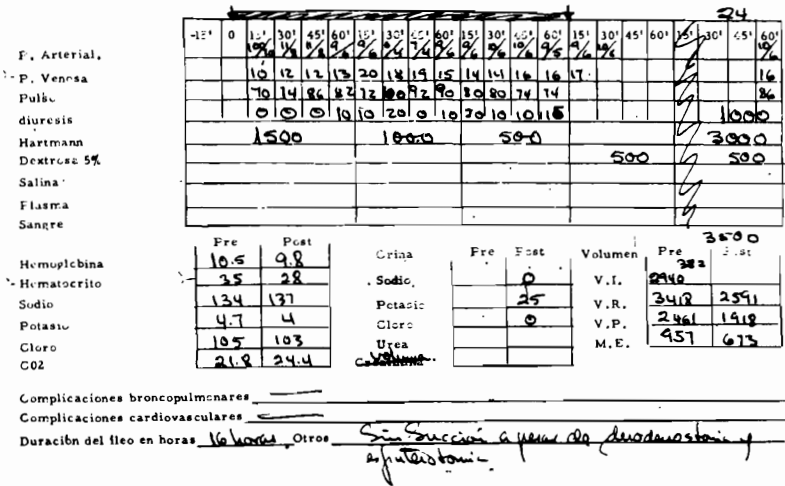 24
-15' 0 15' 30' 45' 60' 15' 30' 45' 60' 15' 30' 45' 60' 15' 30' 45' 60' 15' 30' 45' 60'
P. Arterial.
P. Venosa 10 12 12 13 20 18 19 15 14 14 16 16 17 16
Pulso 70 74 86 82 72 100 92 90 80 80 74 74 86
diuresis 0 0 0 10 10 20 0 10 20 10 10 15 1000
Hartmann 1500 1000 500 3000
Dextrosa 5% 500 500
Salina
Plasma
Sangre
3500
Pre Post Orina Pre Post Volumen Pre Post
Hemoglobina 10.5 9.8
Hematocrito 35 28 Sodio 0 V.I. 2940 382
Sodio 134 137 Potasio 25 V.R. 3418 2591
Potasio 4.7 4 Cloro 0 V.P. 2461 1918
Cloro 105 103 Urea M.E. 957 673
C02 21.8 24.4 Volumen
Complicaciones broncopulmonares
Complicaciones cardiovasculares
Duración del íleo en horas 16 horas Otros Sin Succión a pesar de duodenostomia y
esfinterotomia